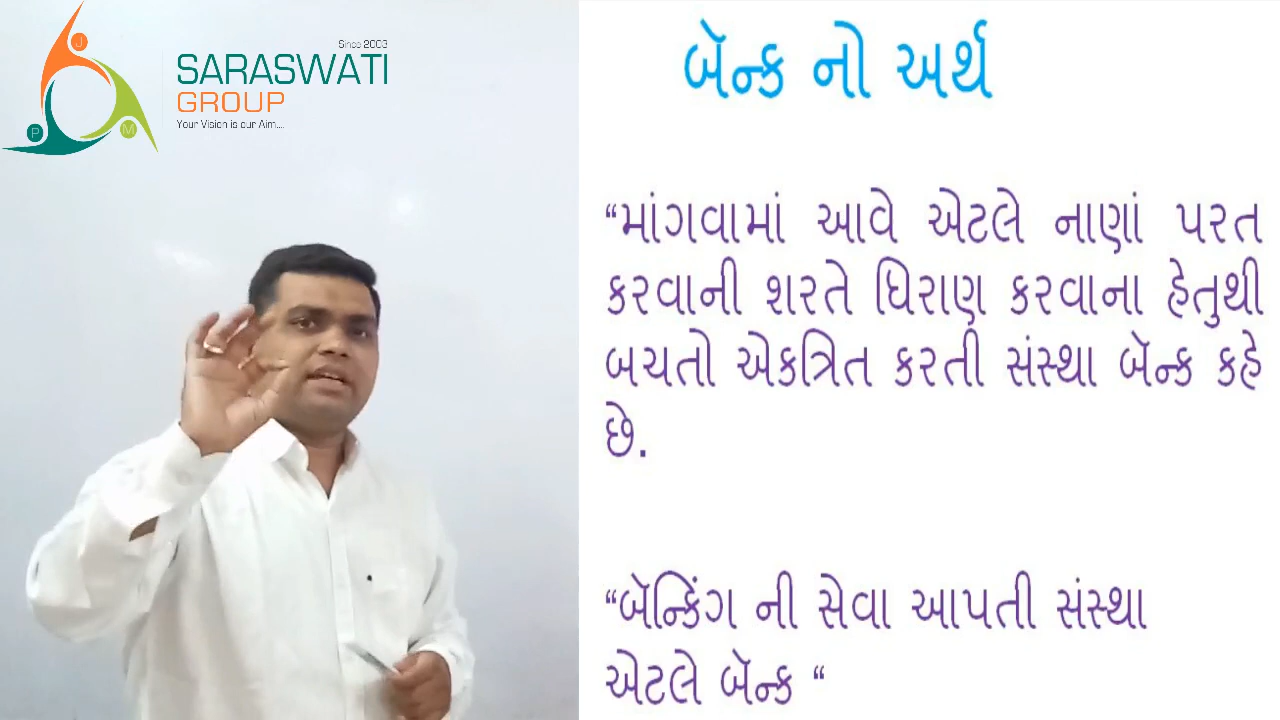 Since 2003
SARASWATI
GROUP
Your Vision is our Aim....
J
P
M
બૅન્ક નો અર્થ
“માંગવામાં આવે એટલે નાણાં પરત
કરવાની શરતે ધિરાણ કરવાના હેતુથી
બચતો એકત્રિત કરતી સંસ્થા બૅન્ક કહે
છે.
“બૅન્કિંગ ની સેવા આપતી સંસ્થા
એટલે બૅન્ક “